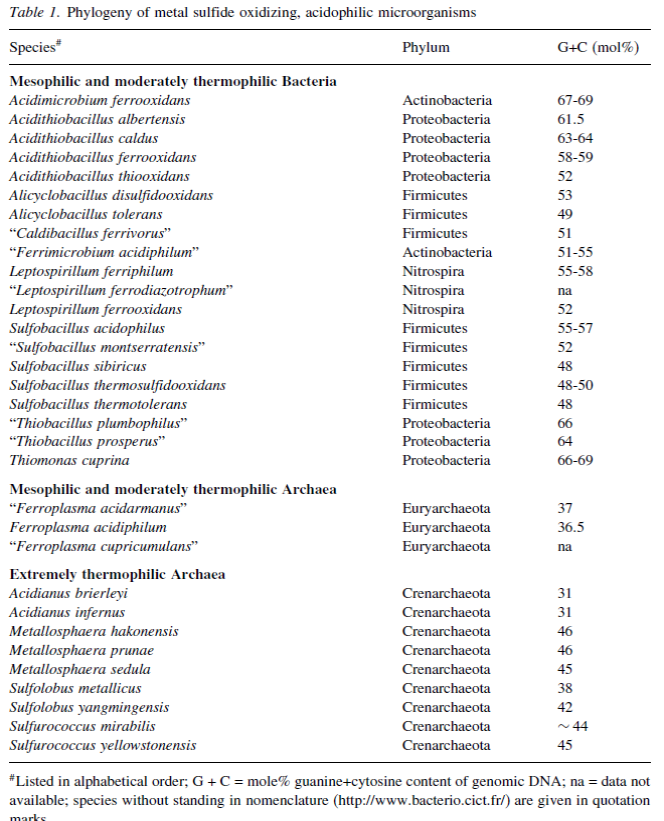 Table 1. Phylogeny of metal sulfide oxidizing, acidophilic microorganisms
Species# Phylum G+C (mol%)
Mesophilic and moderately thermophilic Bacteria
Acidimicrobium ferrooxidans Actinobacteria 67-69
Acidithiobacillus albertensis Proteobacteria 61.5
Acidithiobacillus caldus Proteobacteria 63-64
Acidithiobacillus ferrooxidans Proteobacteria 58-59
Acidithiobacillus thiooxidans Proteobacteria 52
Alicyclobacillus disulfidooxidans Firmicutes 53
Alicyclobacillus tolerans Firmicutes 49
“Caldibacillus ferrivorus” Firmicutes 51
“Ferrimicrobium acidiphilum” Actinobacteria 51-55
Leptospirillum ferriphilum Nitrospira 55-58
“Leptospirillum ferrodiazotrophum” Nitrospira na
Leptospirillum ferrooxidans Nitrospira 52
Sulfobacillus acidophilus Firmicutes 55-57
“Sulfobacillus montserratensis” Firmicutes 52
Sulfobacillus sibiricus Firmicutes 48
Sulfobacillus thermosulfidooxidans Firmicutes 48-50
Sulfobacillus thermotolerans Firmicutes 48
“Thiobacillus plumbophilus” Proteobacteria 66
“Thiobacillus prosperus” Proteobacteria 64
Thiomonas cuprina Proteobacteria 66-69
Mesophilic and moderately thermophilic Archaea
“Ferroplasma acidarmanus” Euryarchaeota 37
Ferroplasma acidiphilum Euryarchaeota 36.5
“Ferroplasma cupricumulans” Euryarchaeota na
Extremely thermophilic Archaea
Acidianus brierleyi Crenarchaeota 31
Acidianus infernus Crenarchaeota 31
Metallosphaera hakonensis Crenarchaeota 46
Metallosphaera prunae Crenarchaeota 46
Metallosphaera sedula Crenarchaeota 45
Sulfolobus metallicus Crenarchaeota 38
Sulfolobus yangmingensis Crenarchaeota 42
Sulfurococcus mirabilis Crenarchaeota ~ 44
Sulfurococcus yellowstonensis Crenarchaeota 45
#Listed in alphabetical order; G + C = mole% guanine+cytosine content of genomic DNA; na = data not
available; species without standing in nomenclature (http://www.bacterio.cict.fr/) are given in quotation
marks